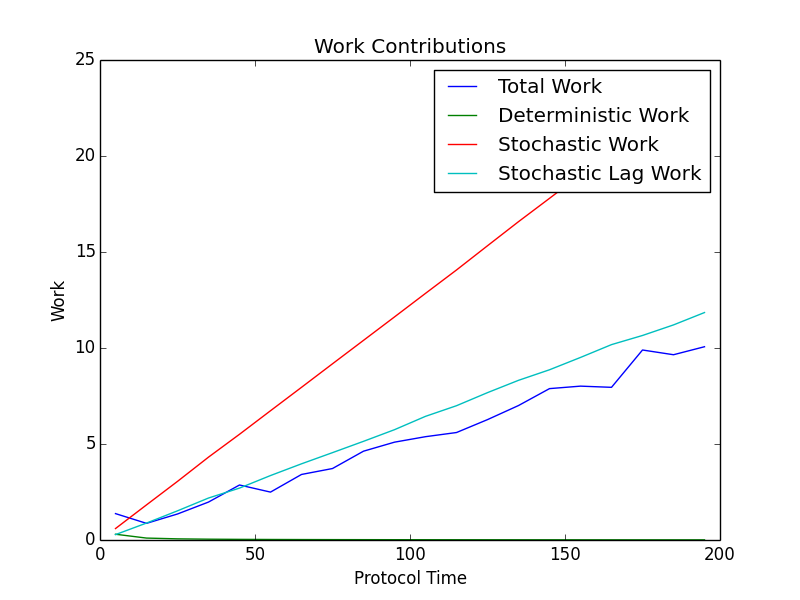 Work Contributions
25
20
15
10
5
0
Work
Total Work
Deterministic Work
Stochastic Work
Stochastic Lag Work
0 50 100 150 200
Protocol Time